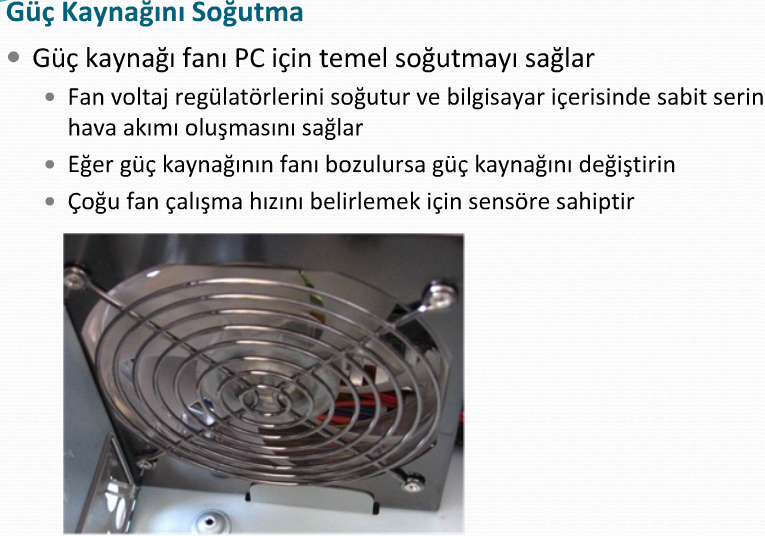 Güç Kaynağını Soğutma
• Güç kaynağı fanı PC için temel soğutmayı sağlar
• Fan voltaj regülatörlerini soğutur ve bilgisayar içerisinde sabit serin
hava akımı oluşmasını sağlar
• Eğer güç kaynağının fanı bozulursa güç kaynağını değiştirin
• Çoğu fan çalışma hızını belirlemek için sensöre sahiptir